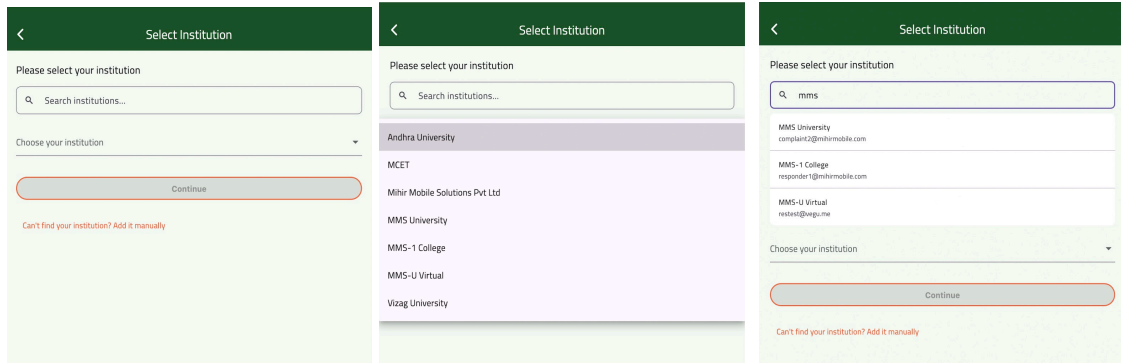 Select Institution
Please select your institution
Search institutions...
Choose your institution
Continue
Can't find your institution? Add it manually
Select Institution
Please select your institution
Search institutions...
Andhra University
MCET
Mihir Mobile Solutions Pvt Ltd
MMS University
MMS-1 College
MMS-U Virtual
Vizag University
Select Institution
Please select your institution
mms
MMS University
complaint2@mihirmobile.com
MMS-1 College
responder1@mihirmobile.com
MMS-U Virtual
restest@vegu.me
Choose your institution
Continue
Can't find your institution? Add it manually